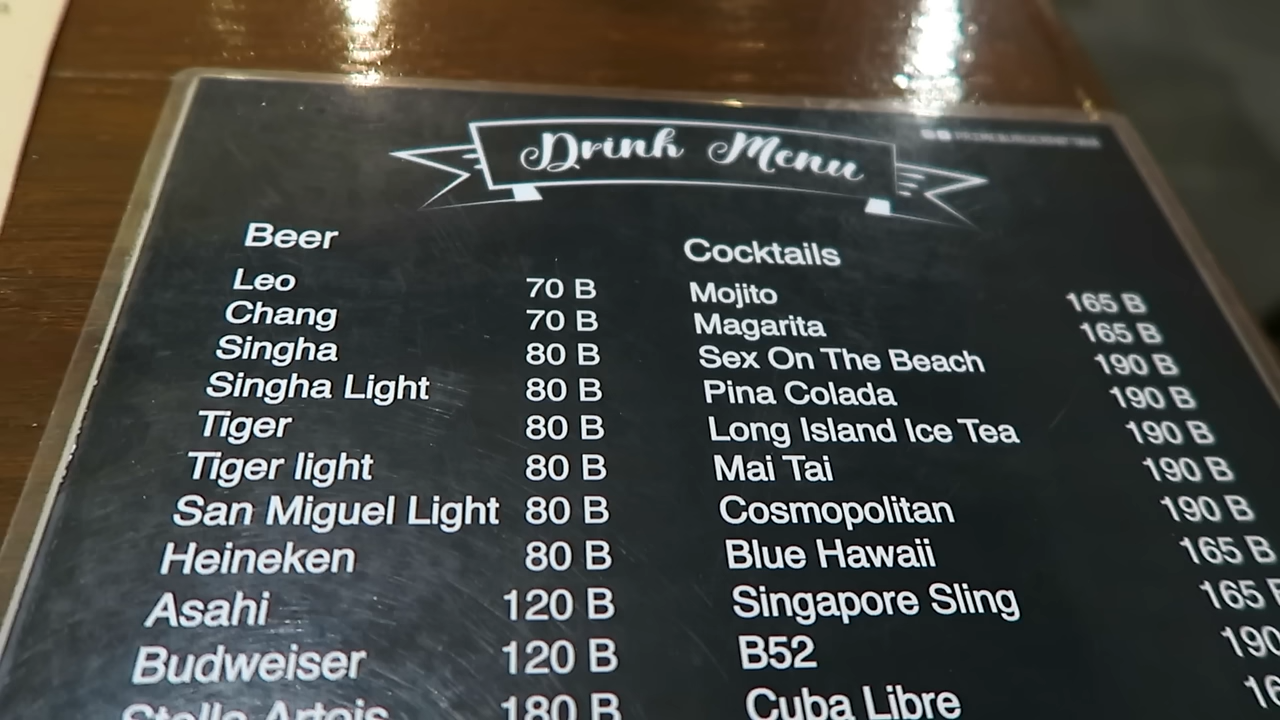 Drink Menu
Beer
Leo 70 B
Chang 70 B
Singha 80 B
Singha Light 80 B
Tiger 80 B
Tiger light 80 B
San Miguel Light 80 B
Heineken 80 B
Asahi 120 B
Budweiser 120 B
Stella Artois 180 B
Cocktails
Mojito 165 B
Magarita 165 B
Sex On The Beach 190 B
Pina Colada 190 B
Long Island Ice Tea 190 B
Mai Tai 190 B
Cosmopolitan 190 B
Blue Hawaii 165 B
Singapore Sling 165
B52 190
Cuba Libre